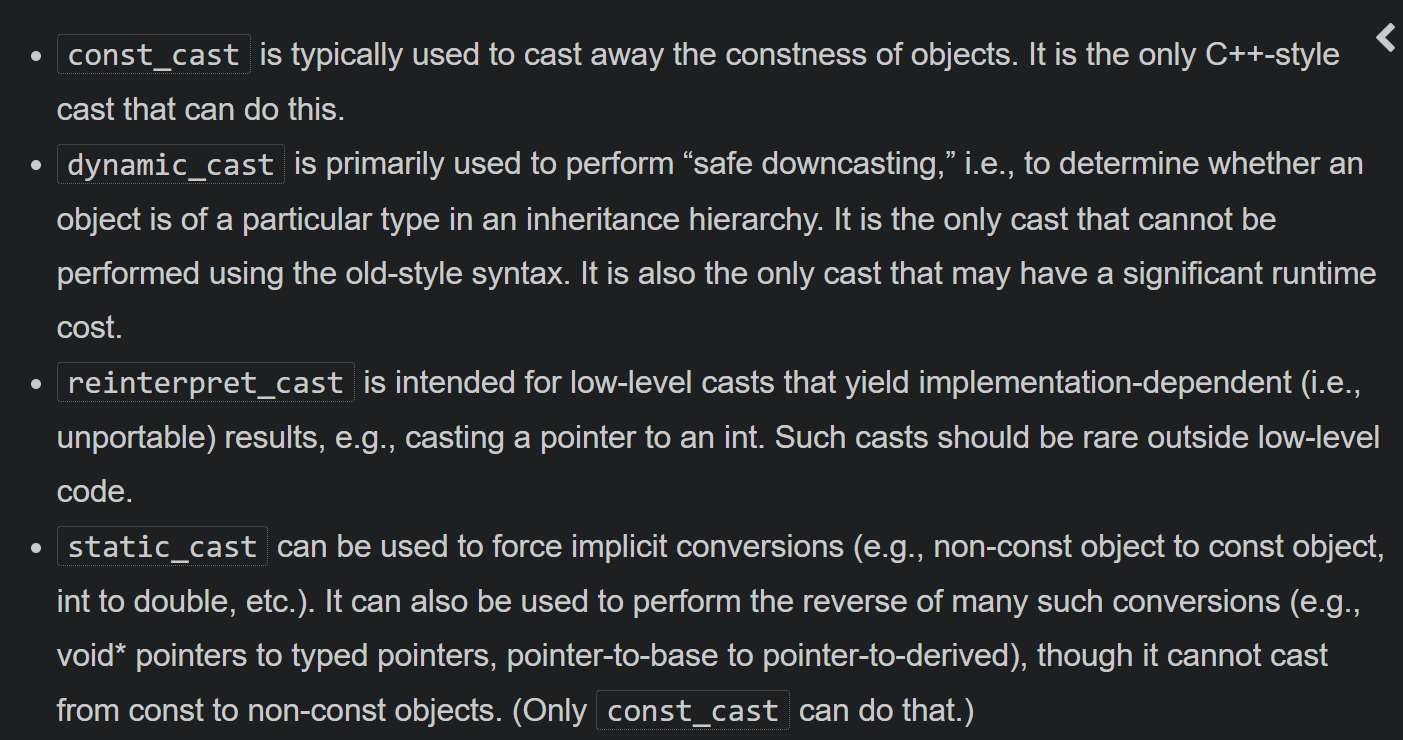 const_cast is typically used to cast away the constness of objects. It is the only C++-style
cast that can do this.
dynamic_cast is primarily used to perform “safe downcasting,” i.e., to determine whether an
object is of a particular type in an inheritance hierarchy. It is the only cast that cannot be
performed using the old-style syntax. It is also the only cast that may have a significant runtime
cost.
reinterpret_cast is intended for low-level casts that yield implementation-dependent (i.e.,
unportable) results, e.g., casting a pointer to an int. Such casts should be rare outside low-level
code.
static_cast can be used to force implicit conversions (e.g., non-const object to const object,
int to double, etc.). It can also be used to perform the reverse of many such conversions (e.g.,
void* pointers to typed pointers, pointer-to-base to pointer-to-derived), though it cannot cast
from const to non-const objects. (Only const_cast can do that.)